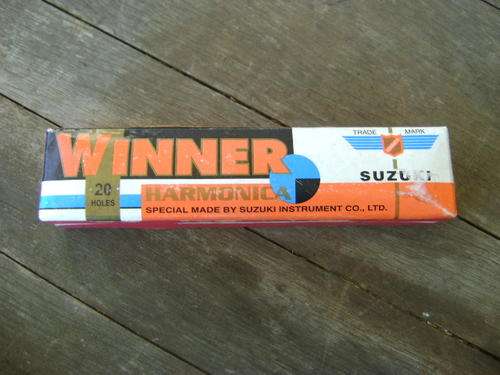 WINNER
20
HOLES
HARMONICA
SPECIAL MADE BY SUZUKI INSTRUMENT CO., LTD.
TRADE MARK
SUZUKI